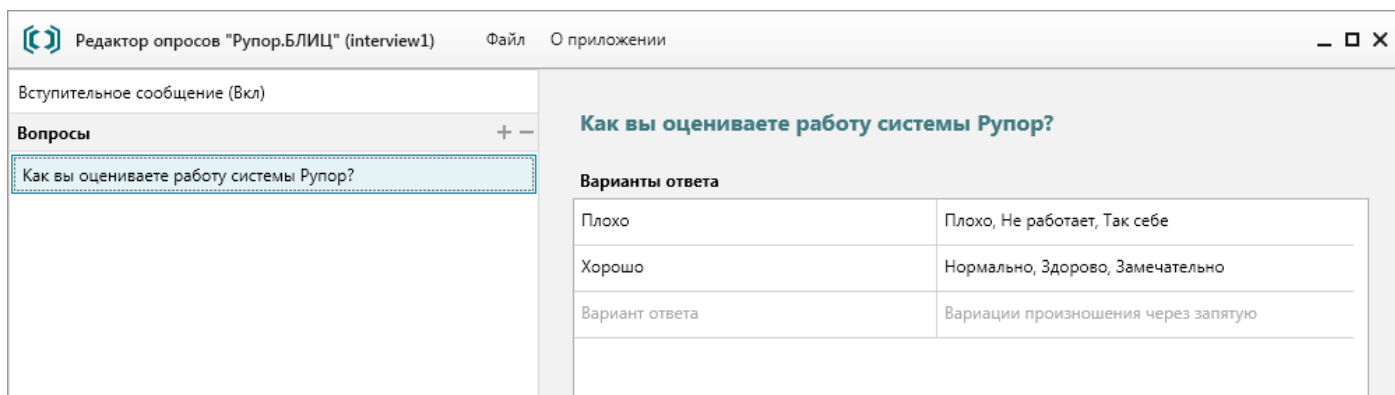 Редактор опросов "Рупор.БЛИЦ" (interview1) Файл О приложении
Вступительное сообщение (Вкл)
Вопросы
Как вы оцениваете работу системы Рупор?
Как вы оцениваете работу системы Рупор?
Варианты ответа
Плохо Плохо, Не работает, Так себе
Хорошо Нормально, Здорово, Замечательно
Вариант ответа Вариации произношения через запятую